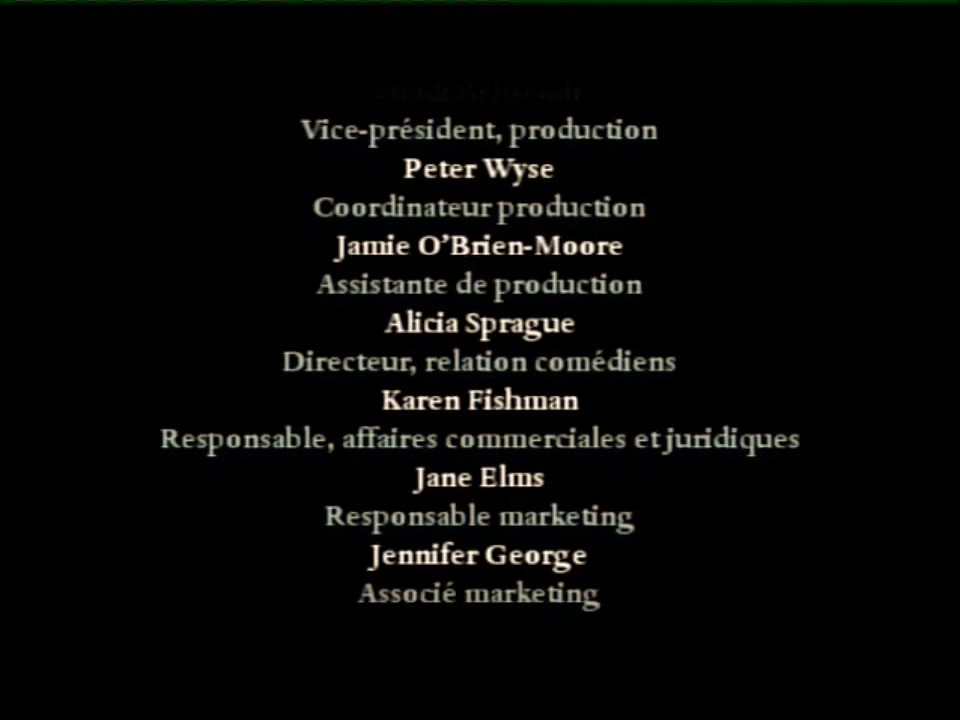 Vice-président, production
Peter Wyse
Coordinateur production
Jamie O’Brien-Moore
Assistante de production
Alicia Sprague
Directeur, relation comédiens
Karen Fishman
Responsable, affaires commerciales et juridiques
Jane Elms
Responsable marketing
Jennifer George
Associé marketing